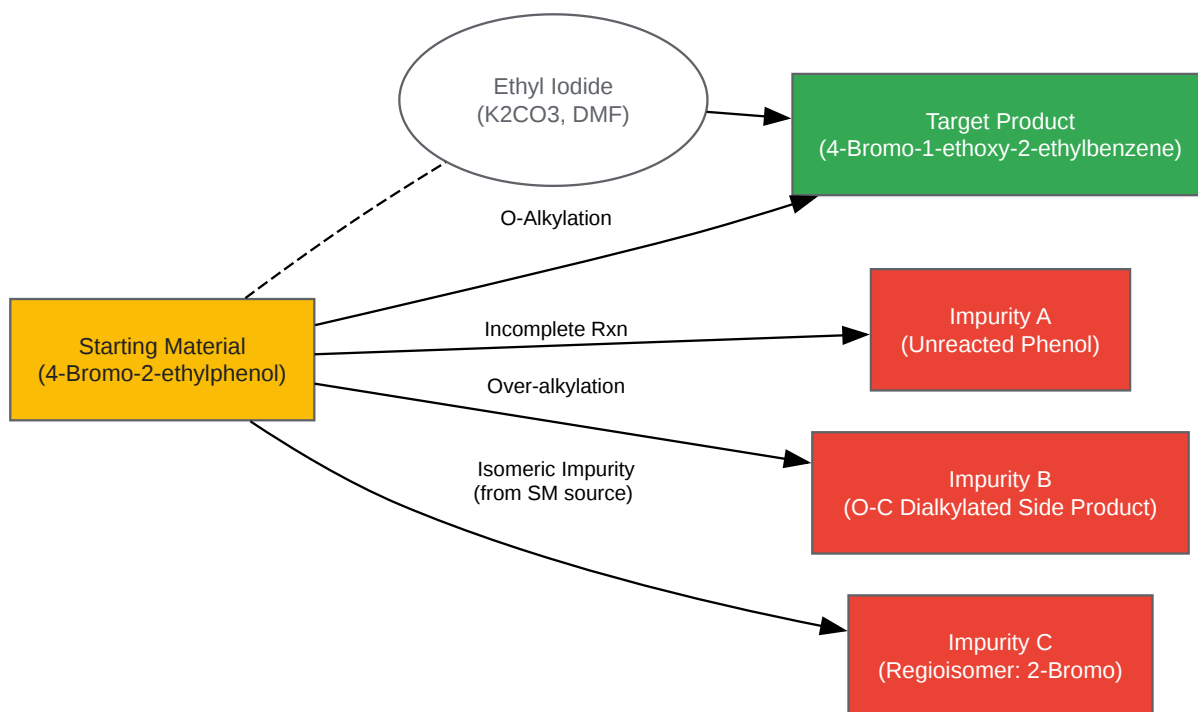 Ethyl Iodide
(K2CO3, DMF)
Target Product
(4-Bromo-1-ethoxy-2-ethylbenzene)
O-Alkylation
Starting Material
(4-Bromo-2-ethylphenol)
Incomplete Rxn
Impurity A
(Unreacted Phenol)
Over-alkylation
Isomeric Impurity
(from SM source)
Impurity B
(O-C Dialkylated Side Product)
Impurity C
(Regioisomer: 2-Bromo)